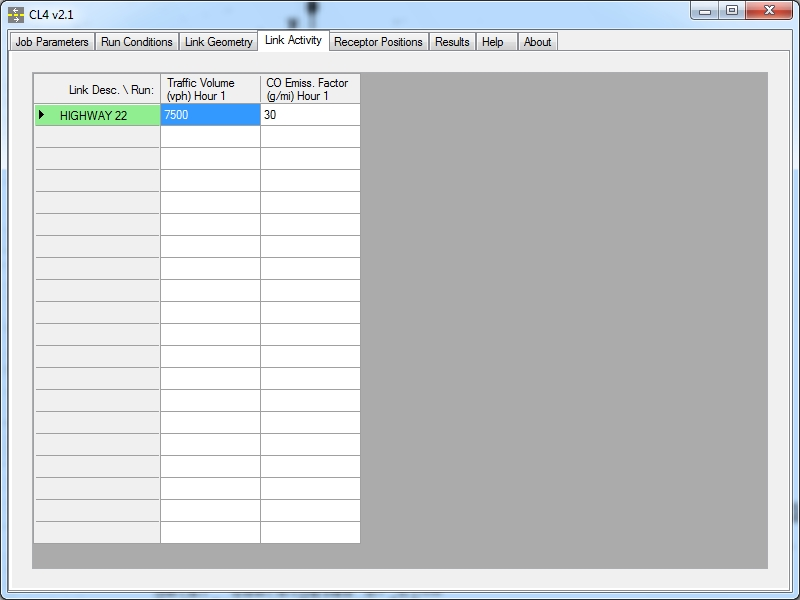 CL4 v2.1
Job Parameters Run Conditions Link Geometry Link Activity Receptor Positions Results Help About
Link Desc. \ Run: Traffic Volume (vph) Hour 1 CO Emiss. Factor (g/mi) Hour 1
HIGHWAY 22 7500 30